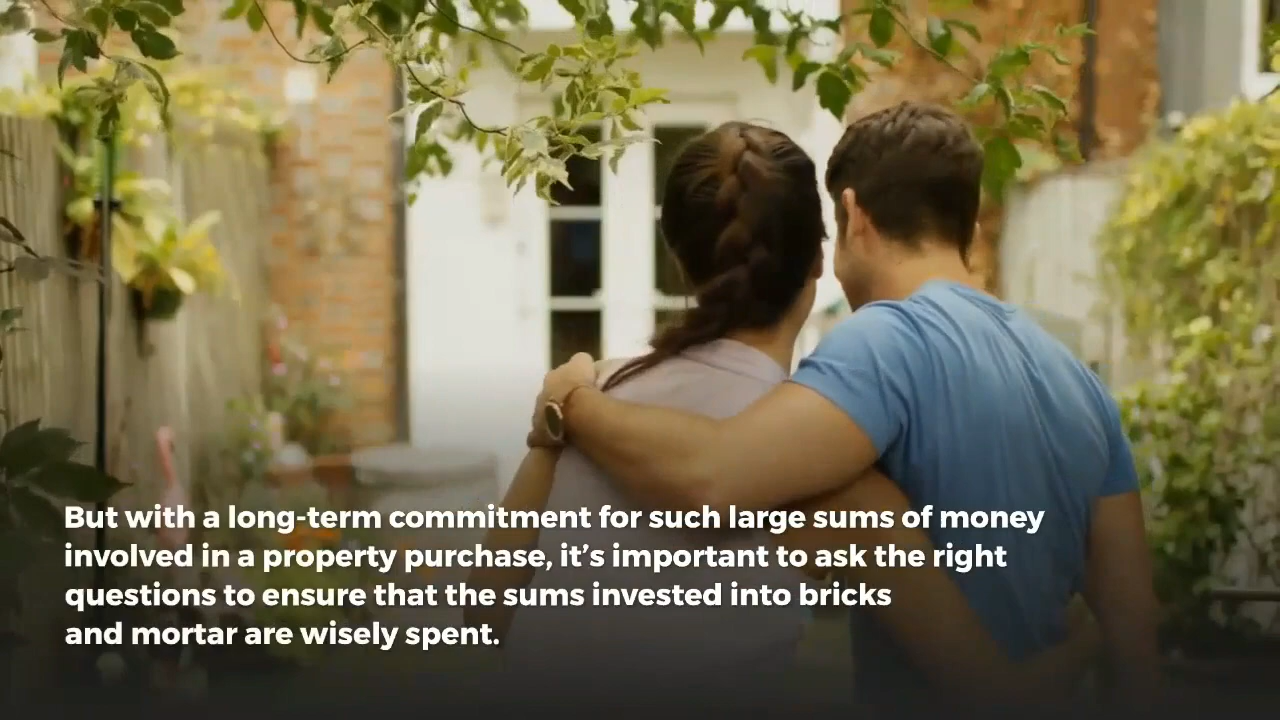 But with a long-term commitment for such large sums of money
involved in a property purchase, it’s important to ask the right
questions to ensure that the sums invested into bricks
and mortar are wisely spent.